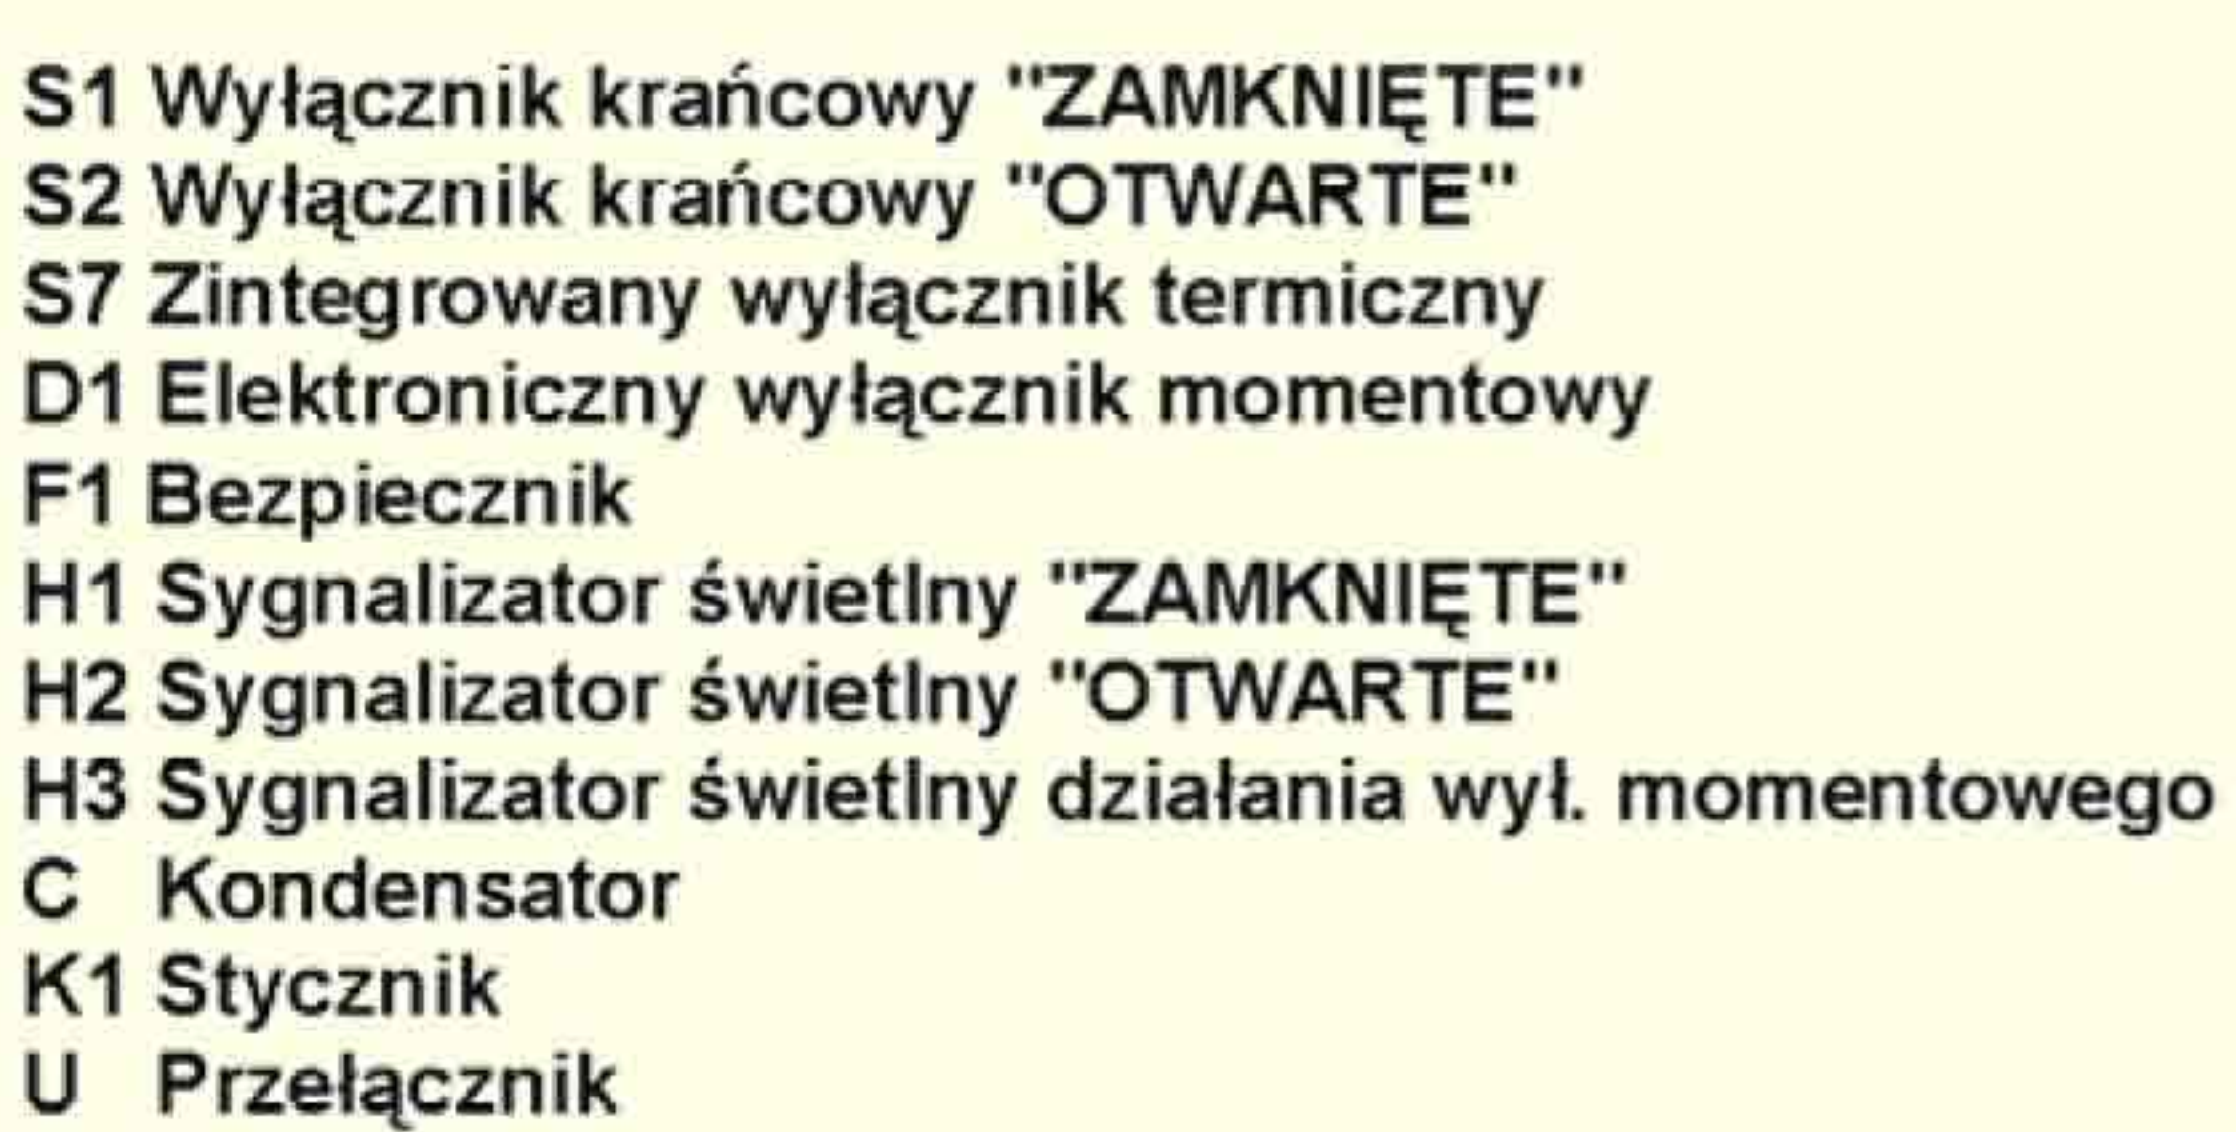 S1 Wyłącznik krańcowy "ZAMKNIĘTE"
S2 Wyłącznik krańcowy "OTWARTE"
S7 Zintegrowany wyłącznik termiczny
D1 Elektroniczny wyłącznik momentowy
F1 Bezpiecznik
H1 Sygnalizator świetlny "ZAMKNIĘTE"
H2 Sygnalizator świetlny "OTWARTE"
H3 Sygnalizator świetlny działania wył. momentowego
C Kondensator
K1 Stycznik
U Przełącznik